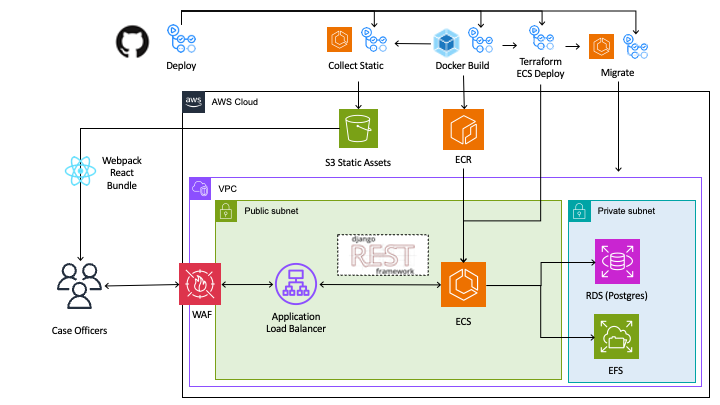 Deploy
Collect Static
Docker Build
Terraform
ECS Deploy
Migrate
aws
AWS Cloud
S3 Static Assets
ECR
Webpack
React
Bundle
VPC
Public subnet
Private subnet
django
REST
framework
RDS (Postgres)
Case Officers
WAF
Application
Load Balancer
ECS
EFS